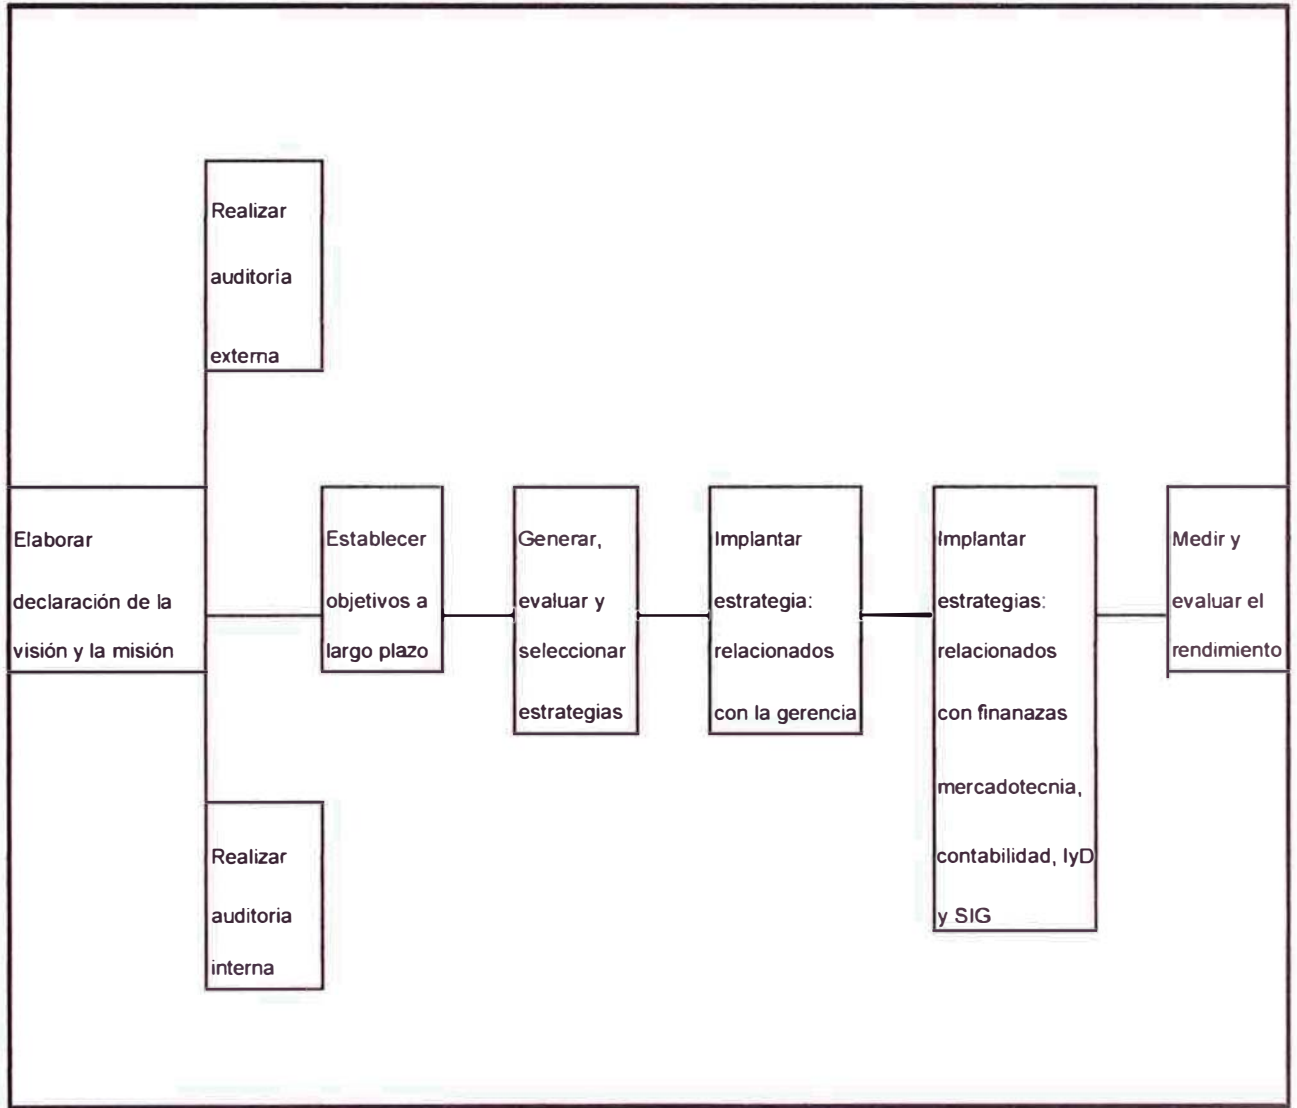 Realizar
auditoría
externa
Elaborar
declaración de la
visión y la misión
Establecer
objetivos a
largo plazo
Generar,
evaluar y
seleccionar
estrategias
Implantar
estrategia:
relacionados
con la gerencia
Implantar
estrategias:
relacionados
con finanazas
mercadotecnia,
contabilidad, IyD
y SIG
Medir y
evaluar el
rendimiento
Realizar
auditoria
interna